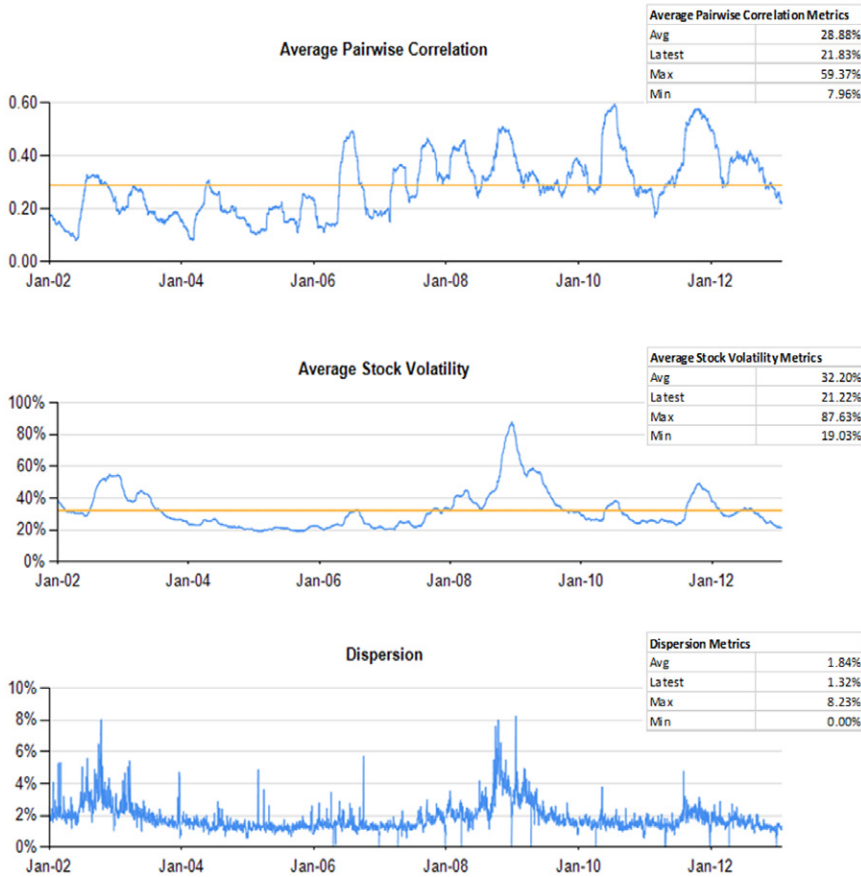 Average Pairwise Correlation Metrics
Avg 28.88%
Latest 21.83%
Max 59.37%
Min 7.96%
Average Pairwise Correlation
0.60
0.40
0.20
0.00
Jan-02 Jan-04 Jan-06 Jan-08 Jan-10 Jan-12
Average Stock Volatility Metrics
Avg 32.20%
Latest 21.22%
Max 87.63%
Min 19.03%
Average Stock Volatility
100%
80%
60%
40%
20%
0%
Jan-02 Jan-04 Jan-06 Jan-08 Jan-10 Jan-12
Dispersion Metrics
Avg 1.84%
Latest 1.32%
Max 8.23%
Min 0.00%
Dispersion
10%
8%
6%
4%
2%
0%
Jan-02 Jan-04 Jan-06 Jan-08 Jan-10 Jan-12